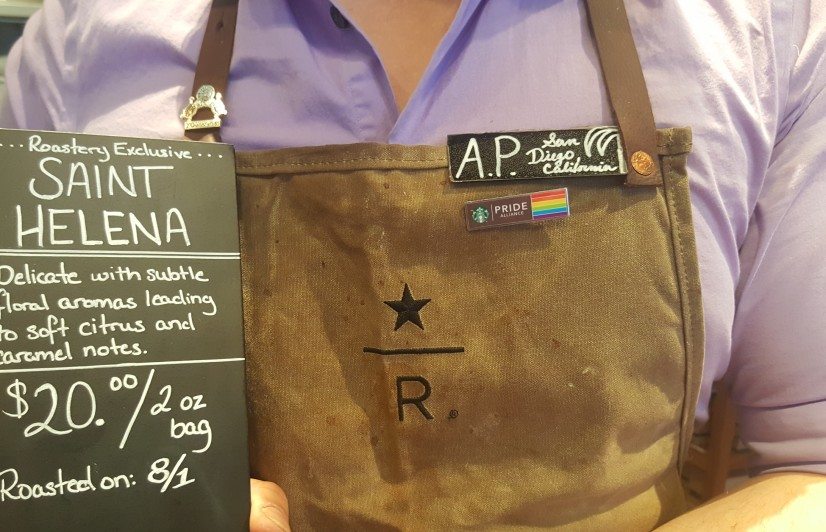 ... Roastery Exclusive ...
SAINT
HELENA
Delicate with subtle
floral aromas leading
to soft citrus and
caramel notes.
$20.00/2 oz
bag
Roasted on: 8/1
A.P. San
Diego
California
PRIDE
ALLIANCE
R®